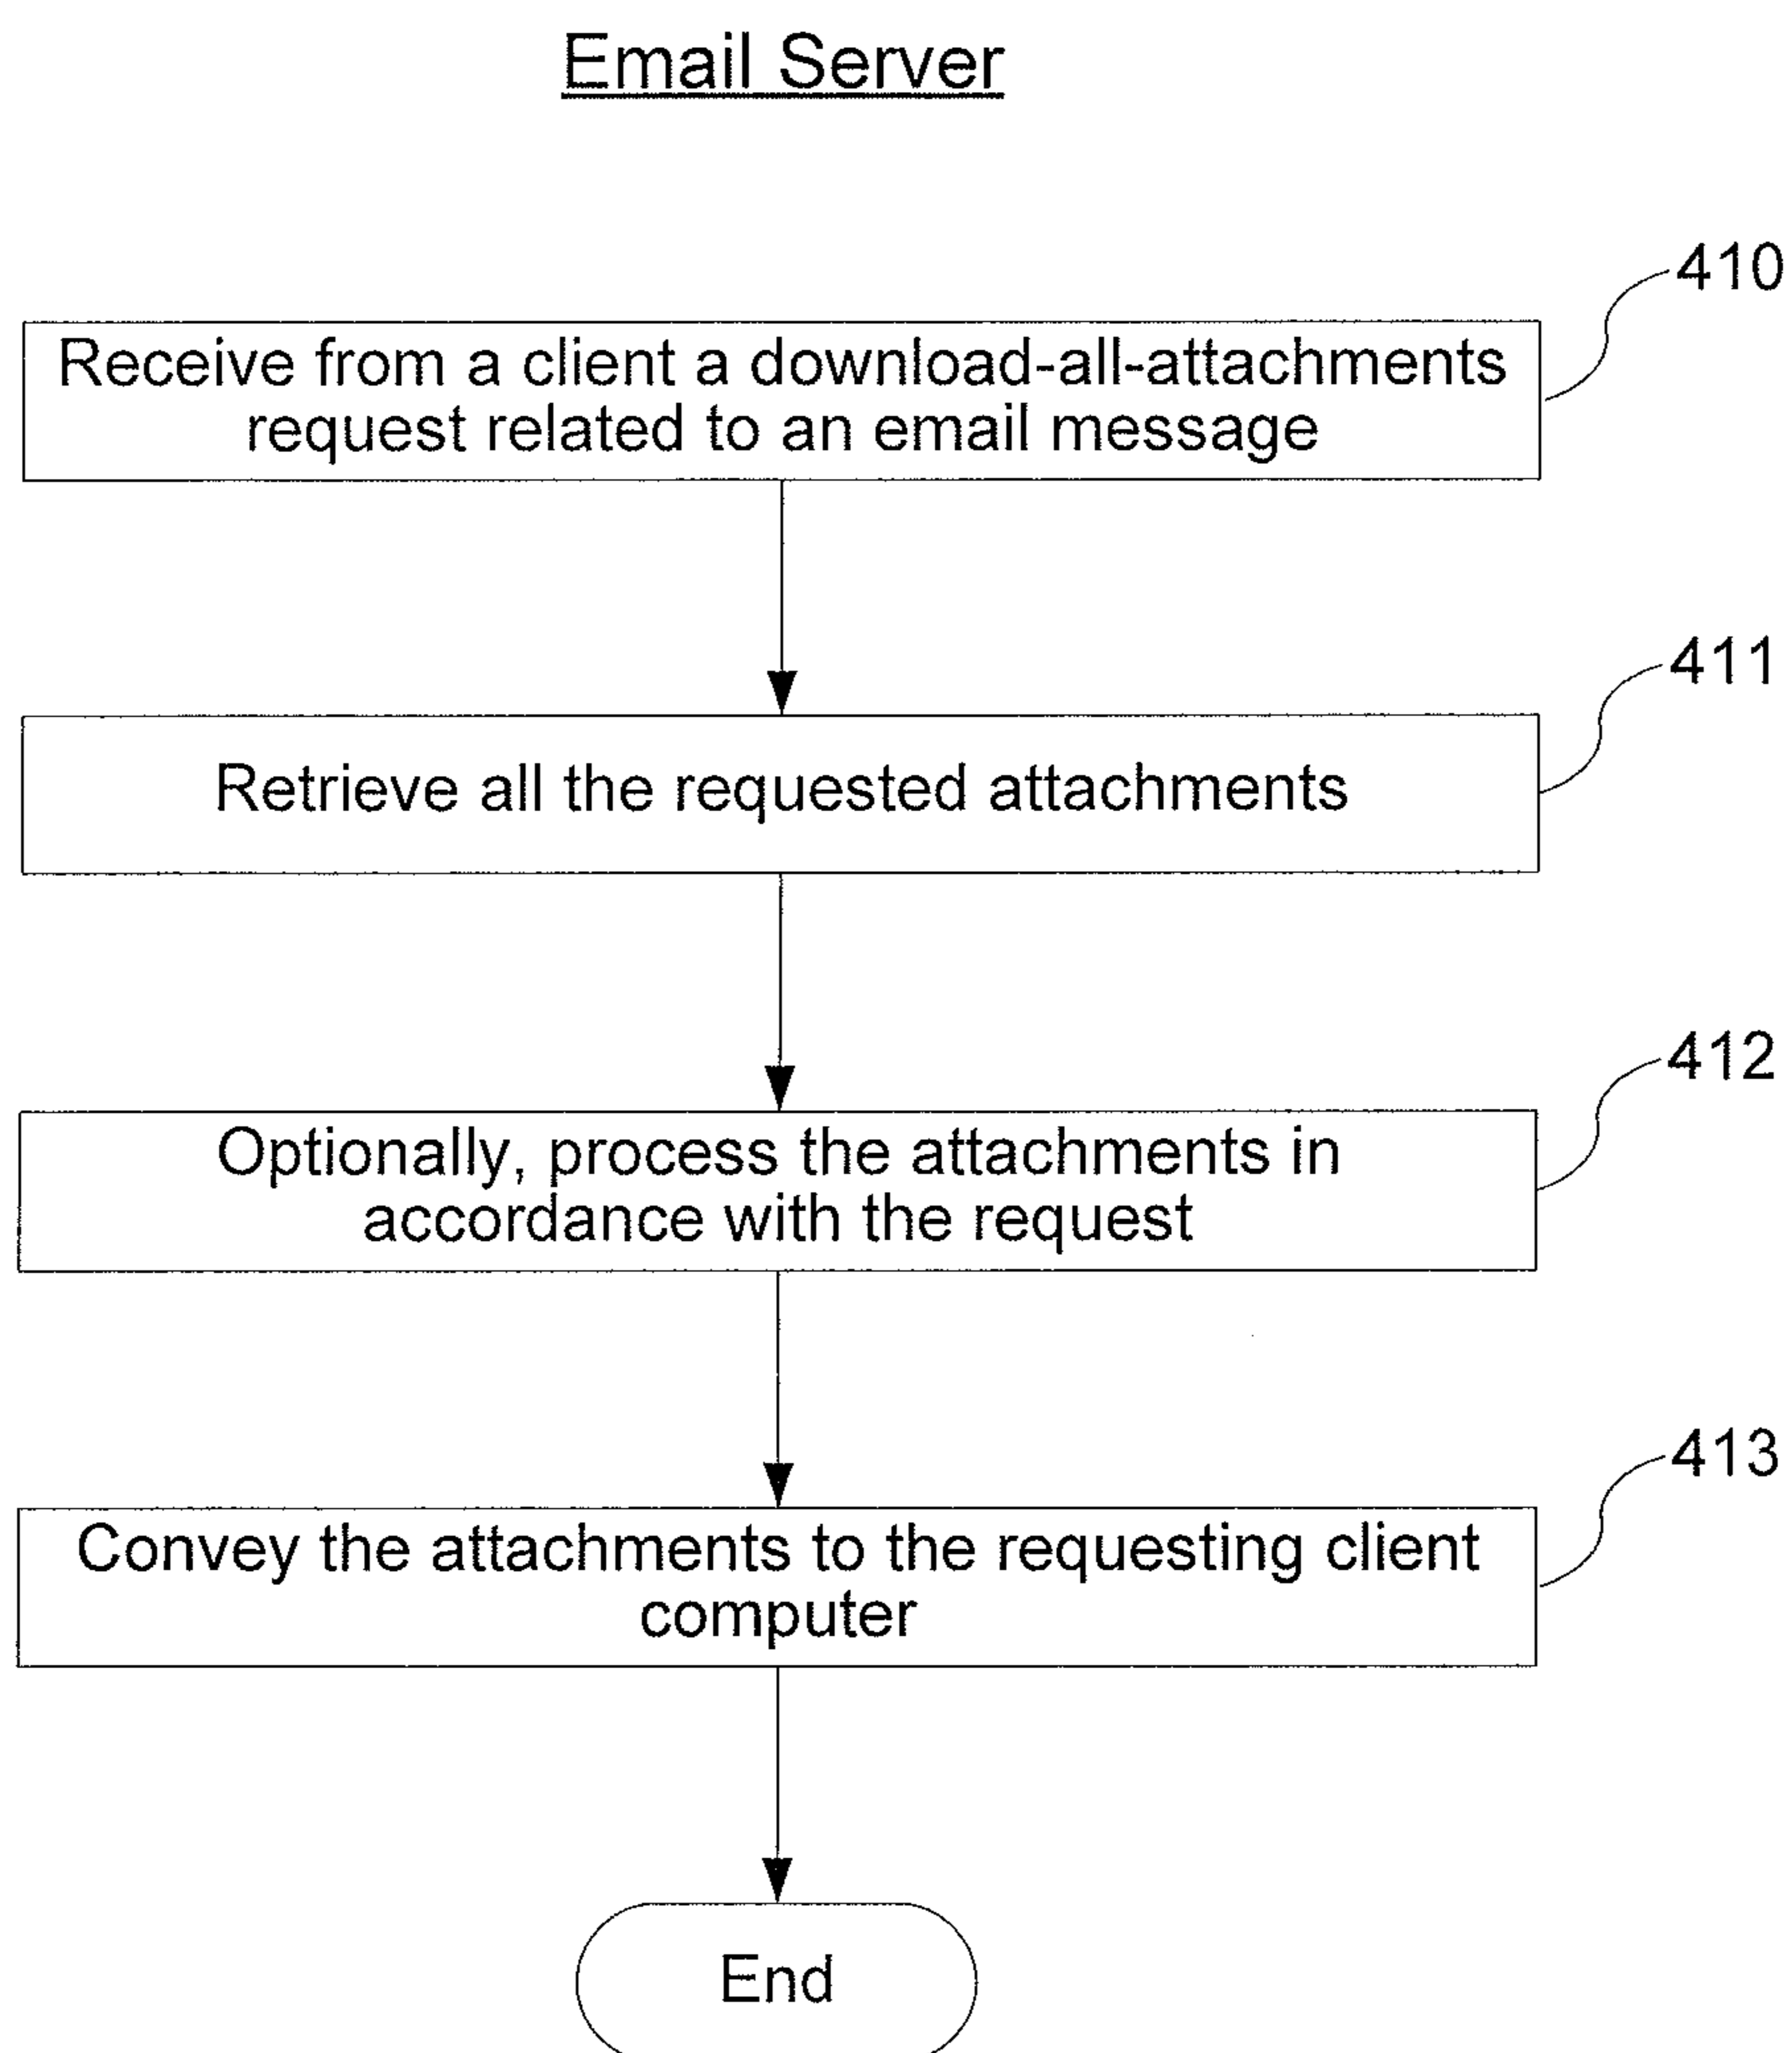 Email Server
410
Receive from a client a download-all-attachments
request related to an email message
411
Retrieve all the requested attachments
412
Optionally, process the attachments in
accordance with the request
413
Convey the attachments to the requesting client
computer
End